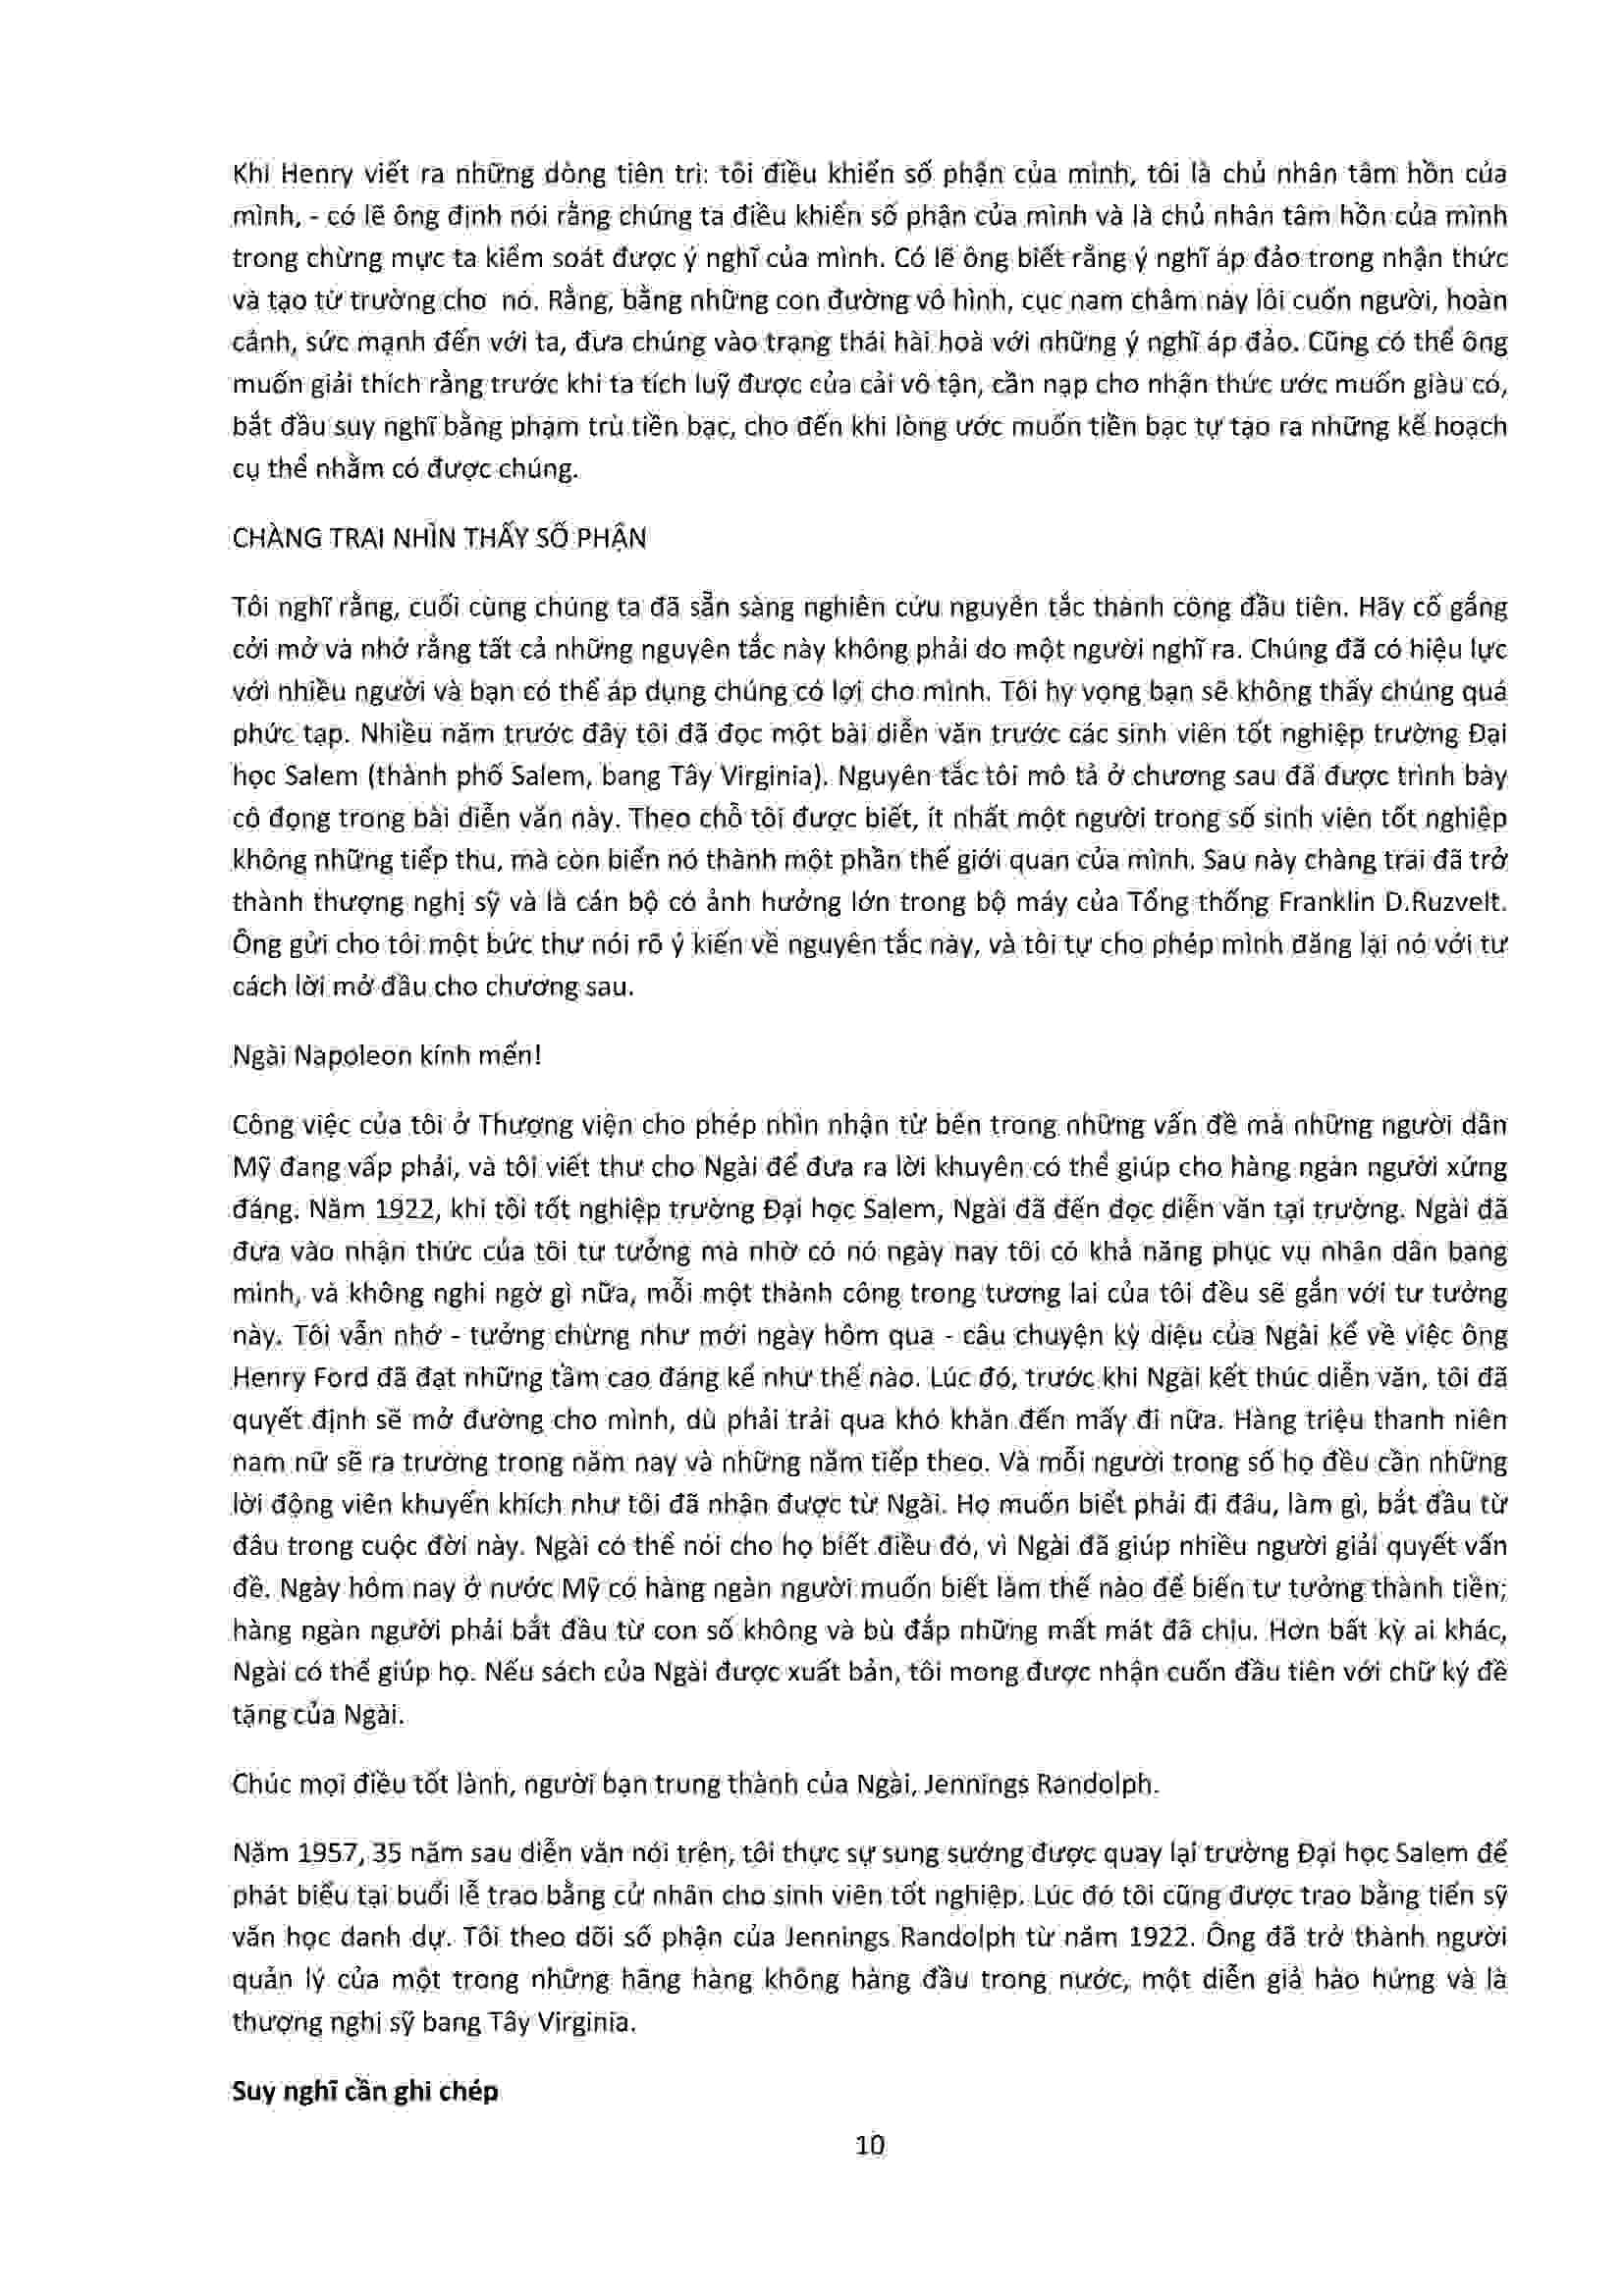 Khi Henry viết ra những dòng tiên tri: tôi điều khiển số phận của mình, tôi là chủ nhân tâm hồn của
mình, - có lẽ ông định nói rằng chúng ta điều khiển số phận của mình và là chủ nhân tâm hồn của mình
trong chừng mực ta kiểm soát được ý nghĩ của mình. Có lẽ ông biết rằng ý nghĩ áp đảo trong nhận thức
và tạo từ trường cho nó. Rằng, bằng những con đường vô hình, cục nam châm này lôi cuốn người, hoàn
cảnh, sức mạnh đến với ta, đưa chúng vào trạng thái hài hoà với những ý nghĩ áp đảo. Cũng có thể ông
muốn giải thích rằng trước khi ta tích luỹ được của cải vô tận, cần nạp cho nhận thức ước muốn giàu có,
bắt đầu suy nghĩ bằng phạm trù tiền bạc, cho đến khi lòng ước muốn tiền bạc tự tạo ra những kế hoạch
cụ thể nhằm có được chúng.
CHÀNG TRAI NHÌN THẤY SỐ PHẬN
Tôi nghĩ rằng, cuối cùng chúng ta đã sẵn sàng nghiên cứu nguyên tắc thành công đầu tiên. Hãy cố gắng
cởi mở và nhớ rằng tất cả những nguyên tắc này không phải do một người nghĩ ra. Chúng đã có hiệu lực
với nhiều người và bạn có thể áp dụng chúng có lợi cho mình. Tôi hy vọng bạn sẽ không thấy chúng quá
phức tạp. Nhiều năm trước đây tôi đã đọc một bài diễn văn trước các sinh viên tốt nghiệp trường Đại
học Salem (thành phố Salem, bang Tây Virginia). Nguyên tắc tôi mô tả ở chương sau đã được trình bày
cô đọng trong bài diễn văn này. Theo chỗ tôi được biết, ít nhất một người trong số sinh viên tốt nghiệp
không những tiếp thu, mà còn biến nó thành một phần thế giới quan của mình. Sau này chàng trai đã trở
thành thượng nghị sỹ và là cán bộ có ảnh hưởng lớn trong bộ máy của Tổng thống Franklin D.Ruzvelt.
Ông gửi cho tôi một bức thư nói rõ ý kiến về nguyên tắc này, và tôi tự cho phép mình đăng lại nó với tư
cách lời mở đầu cho chương sau.
Ngài Napoleon kính mến!
Công việc của tôi ở Thượng viện cho phép nhìn nhận từ bên trong những vấn đề mà những người dân
Mỹ đang vấp phải, và tôi viết thư cho Ngài để đưa ra lời khuyên có thể giúp cho hàng ngàn người xứng
đáng. Năm 1922, khi tôi tốt nghiệp trường Đại học Salem, Ngài đã đến đọc diễn văn tại trường. Ngài đã
đưa vào nhận thức của tôi tư tưởng mà nhờ có nó ngày nay tôi có khả năng phục vụ nhân dân bang
mình, và không nghi ngờ gì nữa, mỗi một thành công trong tương lai của tôi đều sẽ gắn với tư tưởng
này. Tôi vẫn nhớ - tưởng chừng như mới ngày hôm qua - câu chuyện kỳ diệu của Ngài kể về việc ông
Henry Ford đã đạt những tầm cao đáng kể như thế nào. Lúc đó, trước khi Ngài kết thúc diễn văn, tôi đã
quyết định sẽ mở đường cho mình, dù phải trải qua khó khăn đến mấy đi nữa. Hàng triệu thanh niên
nam nữ sẽ ra trường trong năm nay và những năm tiếp theo. Và mỗi người trong số họ đều cần những
lời động viên khuyến khích như tôi đã nhận được từ Ngài. Họ muốn biết phải đi đâu, làm gì, bắt đầu từ
đâu trong cuộc đời này. Ngài có thể nói cho họ biết điều đó, vì Ngài đã giúp nhiều người giải quyết vấn
đề. Ngày hôm nay ở nước Mỹ có hàng ngàn người muốn biết làm thế nào để biến tư tưởng thành tiền;
hàng ngàn người phải bắt đầu từ con số không và bù đắp những mất mát đã chịu. Hơn bất kỳ ai khác,
Ngài có thể giúp họ. Nếu sách của Ngài được xuất bản, tôi mong được nhận cuốn đầu tiên với chữ ký đề
tặng của Ngài.
Chúc mọi điều tốt lành, người bạn trung thành của Ngài, Jennings Randolph.
Năm 1957, 35 năm sau diễn văn nói trên, tôi thực sự sung sướng được quay lại trường Đại học Salem để
phát biểu tại buổi lễ trao bằng cử nhân cho sinh viên tốt nghiệp. Lúc đó tôi cũng được trao bằng tiến sỹ
văn học danh dự. Tôi theo dõi số phận của Jennings Randolph từ năm 1922. Ông đã trở thành người
quản lý của một trong những hãng hàng không hàng đầu trong nước, một diễn giả hào hứng và là
thượng nghị sỹ bang Tây Virginia.
Suy nghĩ cần ghi chép
10